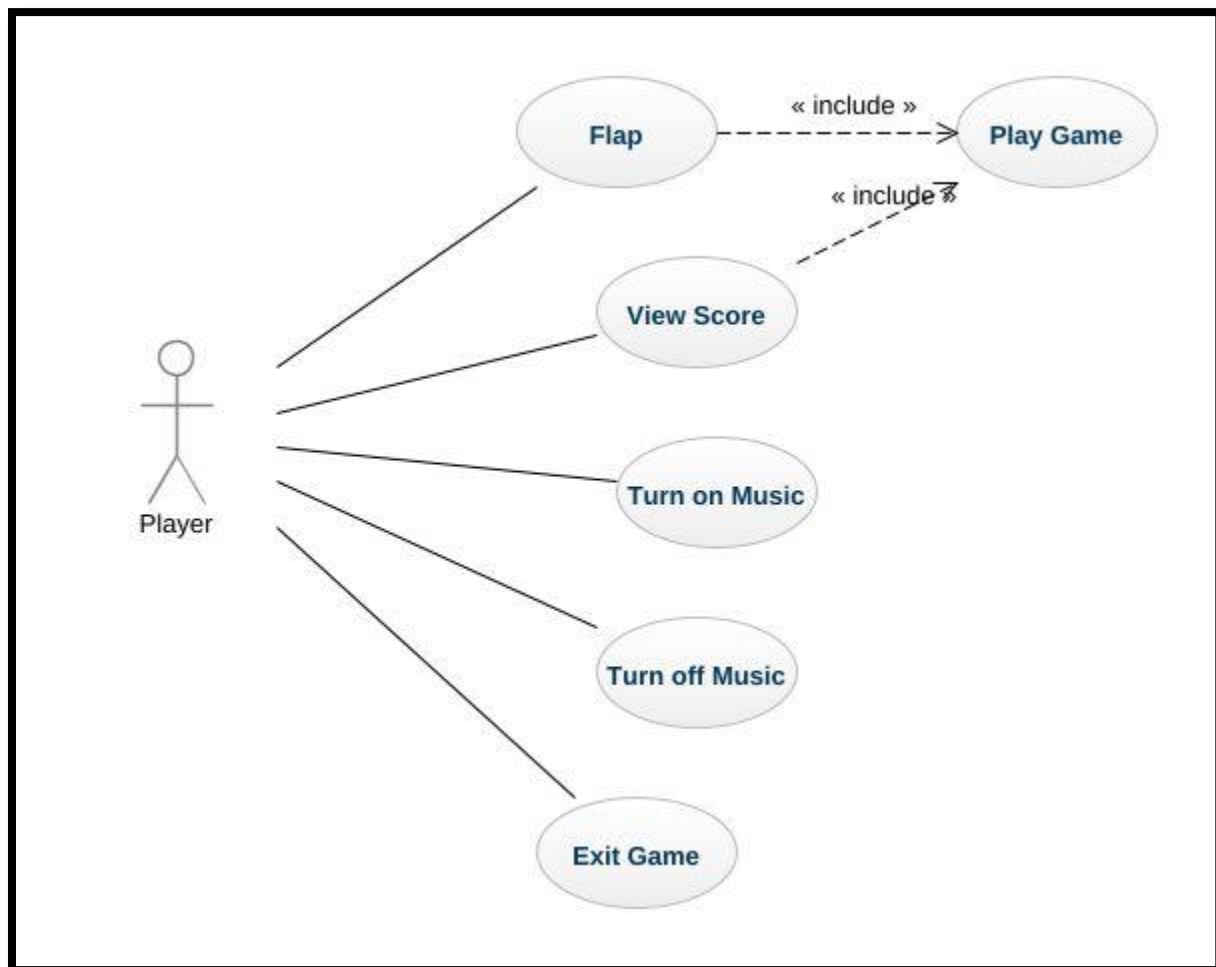 « include »
Flap
Play Game
« include »
View Score
Turn on Music
Player
Turn off Music
Exit Game